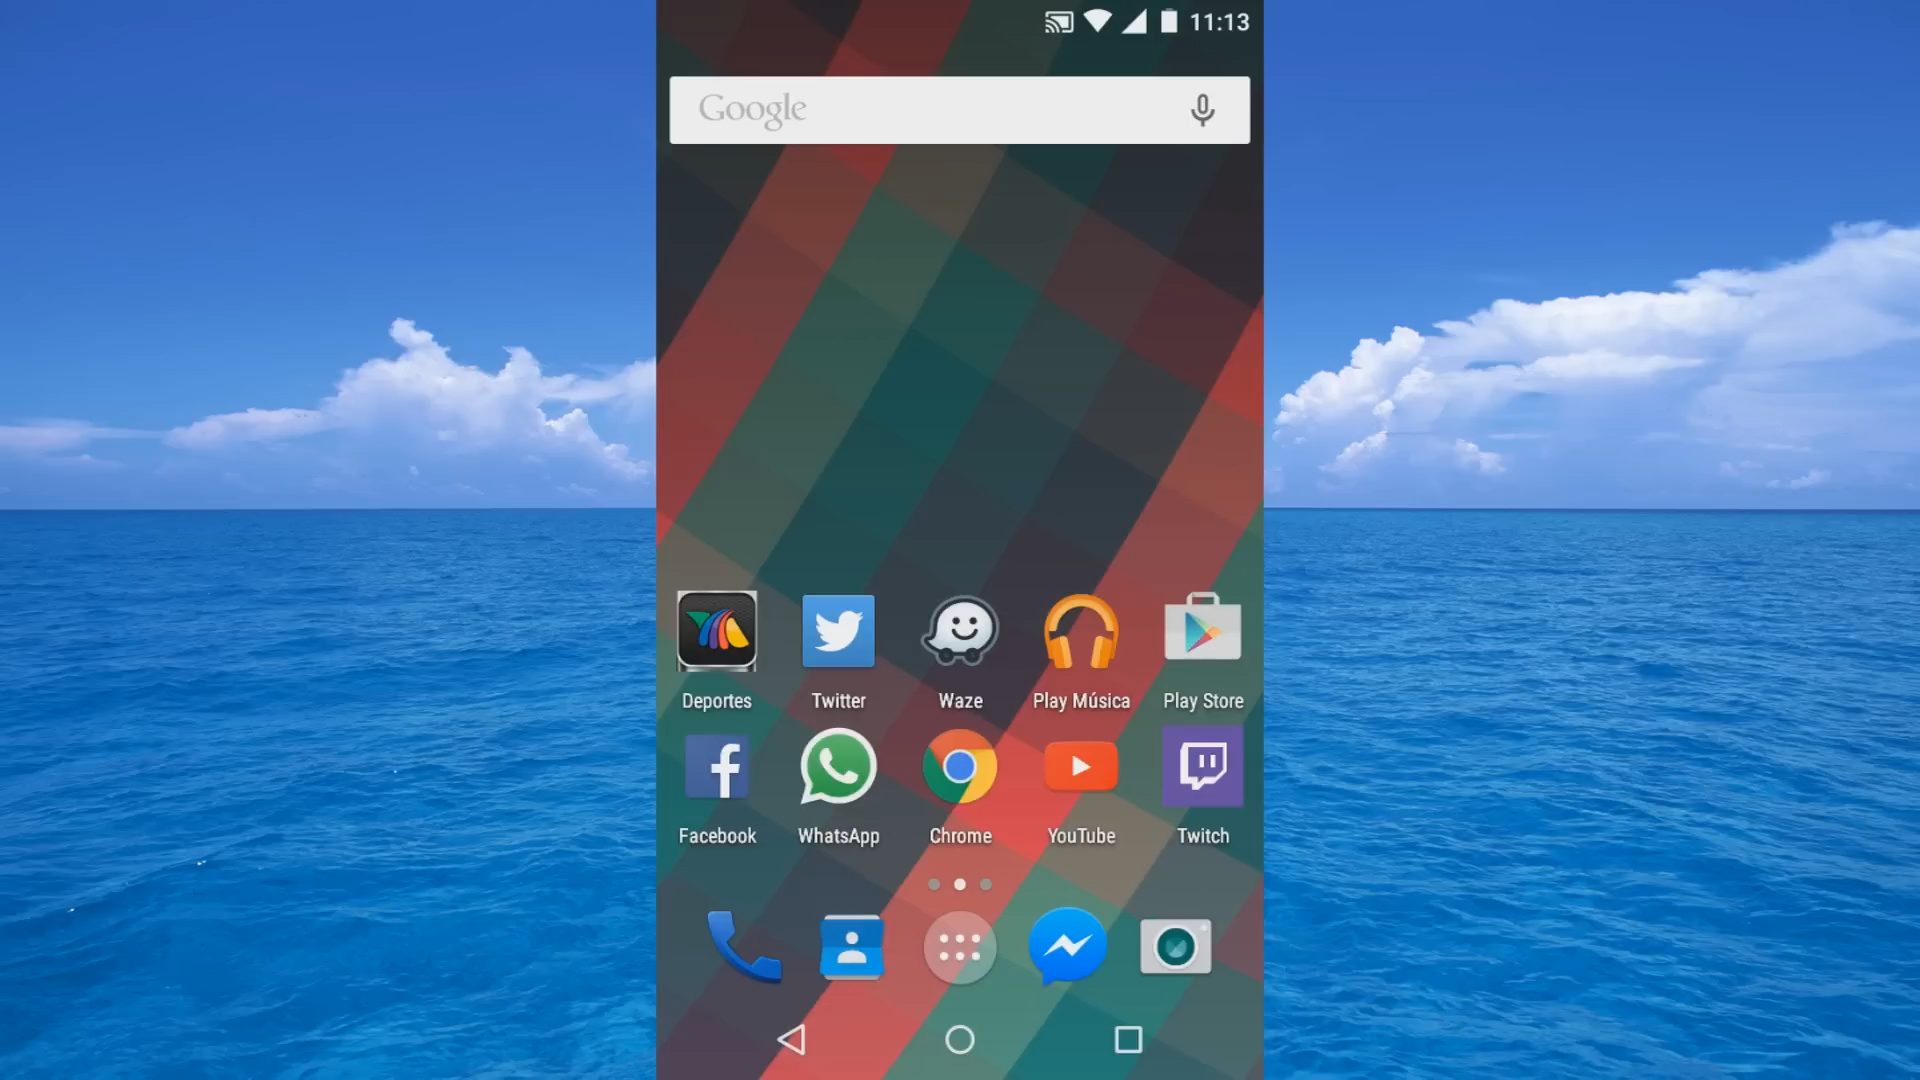 11:13
Google
Deportes Twitter Waze Play Música Play Store
Facebook WhatsApp Chrome YouTube Twitch